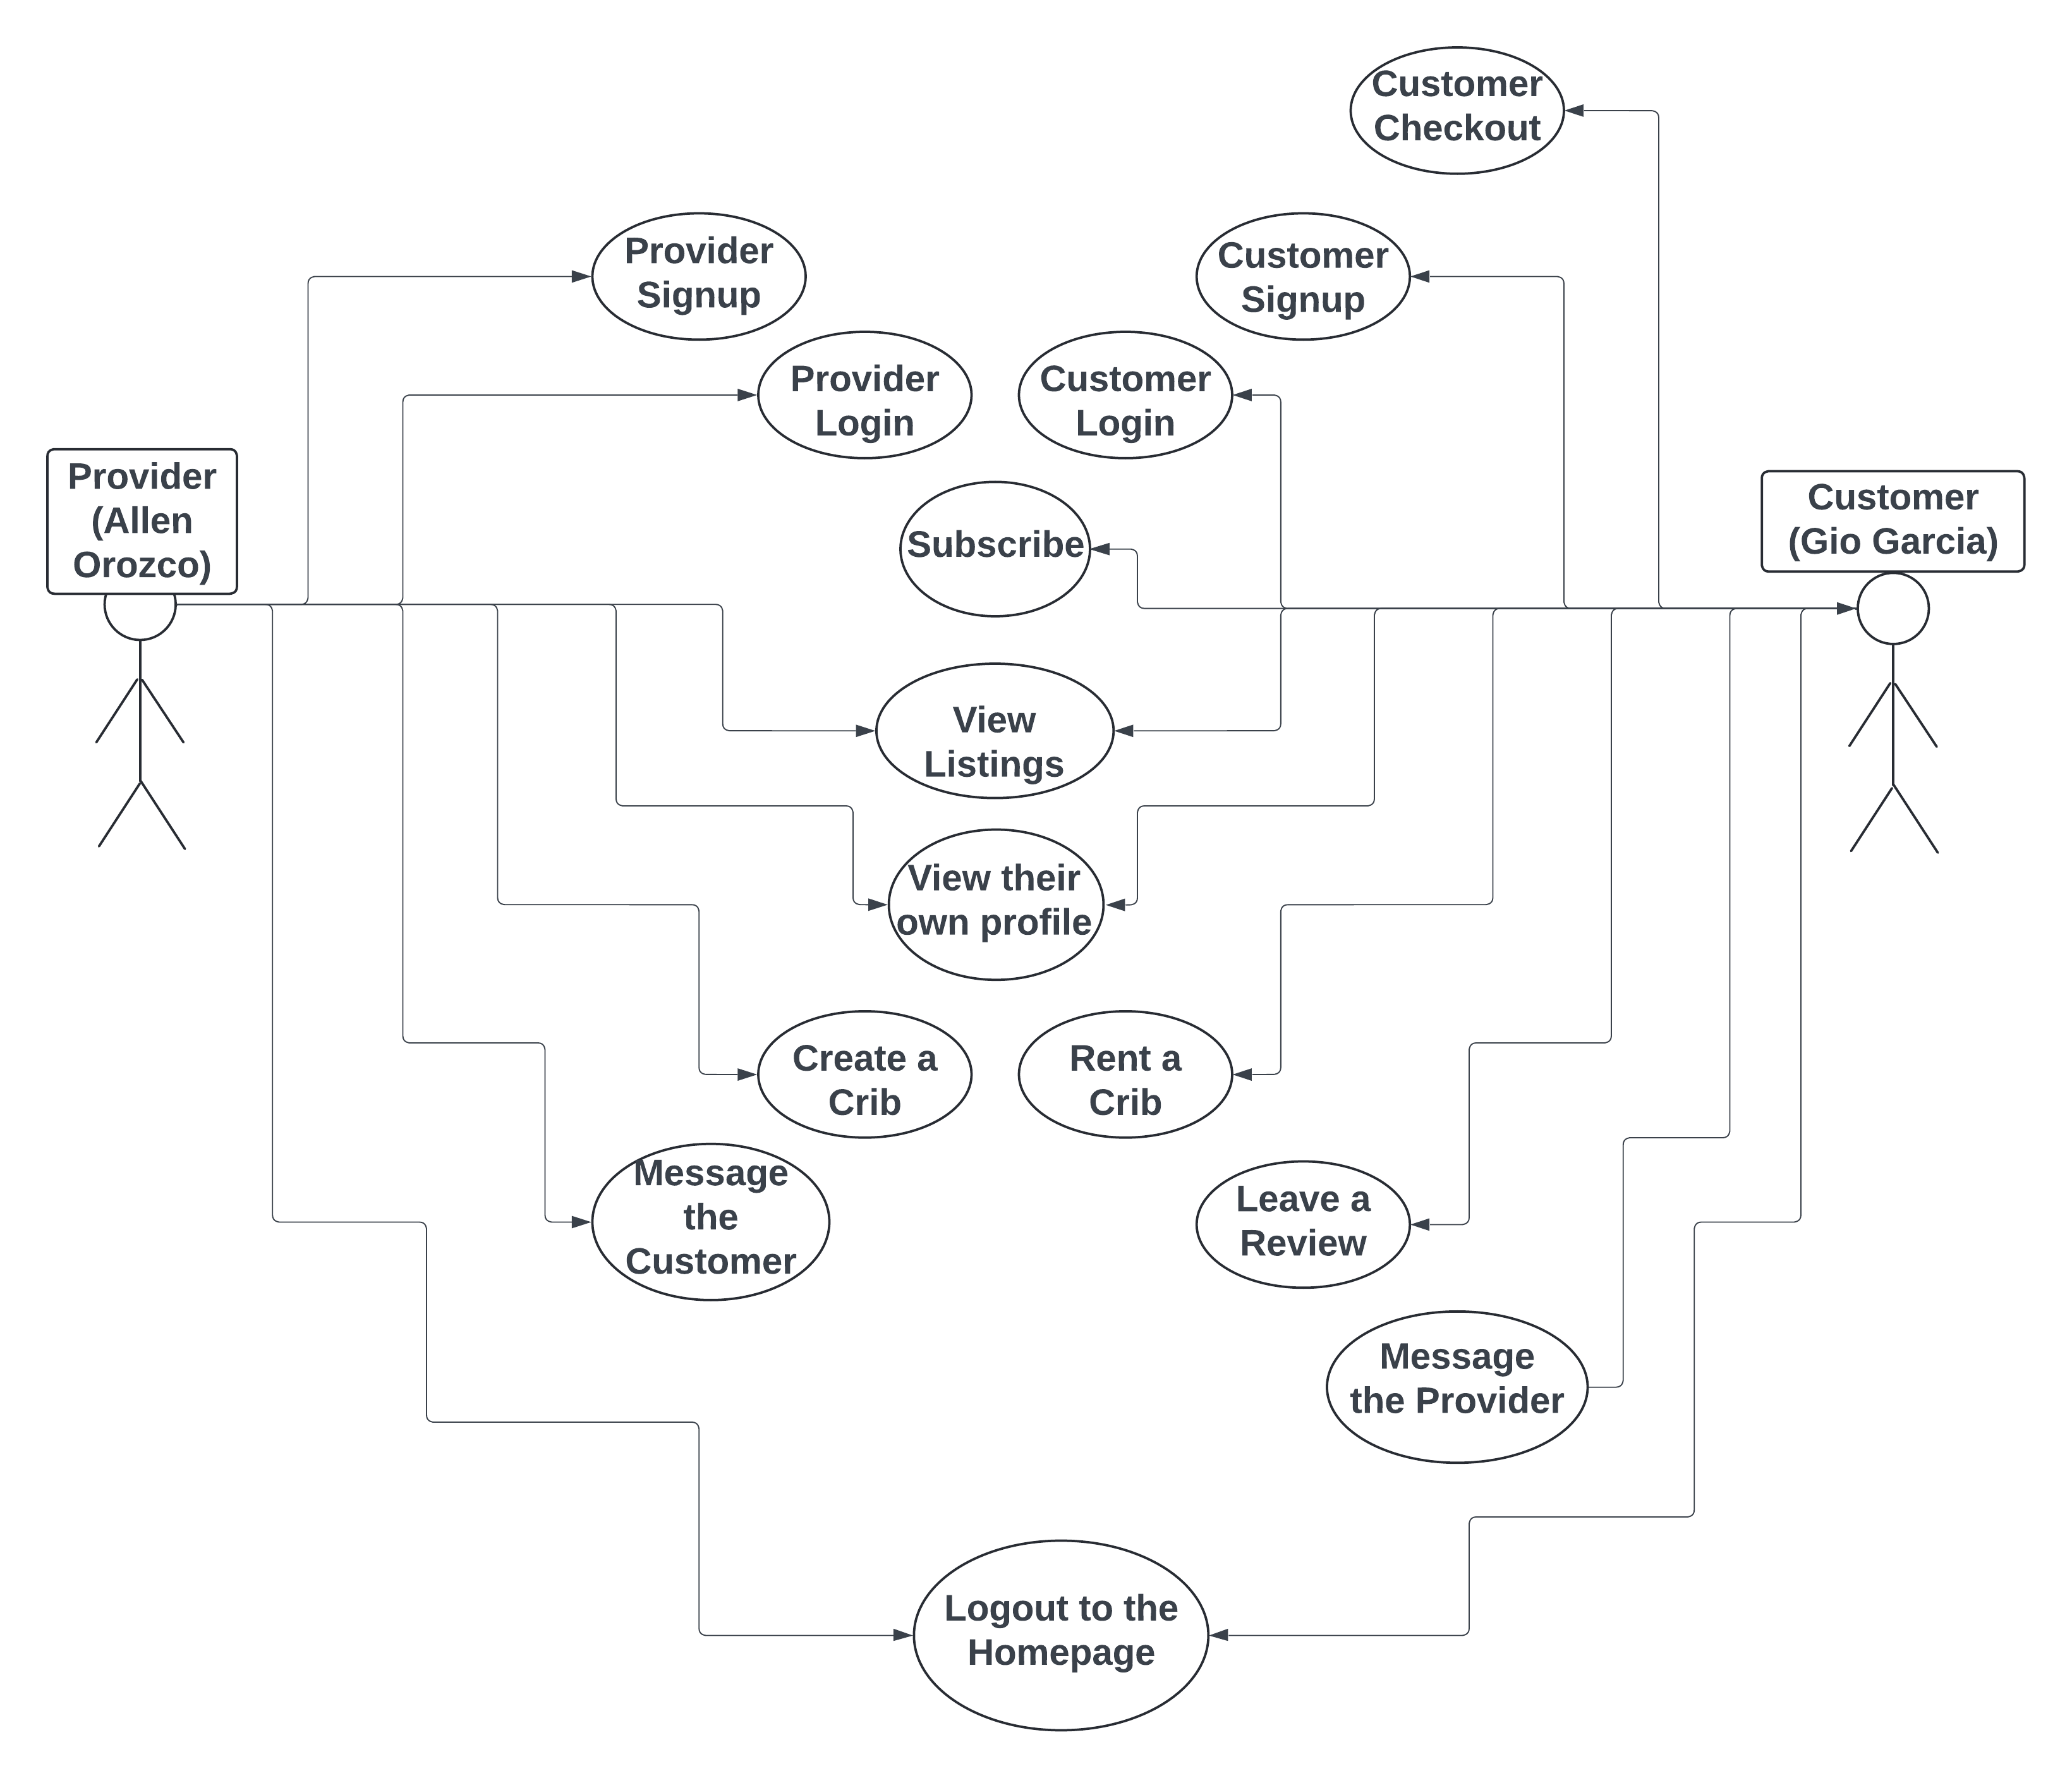 Customer
Checkout
Provider
Signup
Customer
Signup
Provider
Login
Customer
Login
Provider
(Allen
Orozco)
Customer
(Gio Garcia)
Subscribe
View
Listings
View their
own profile
Create a
Crib
Rent a
Crib
Message
the
Customer
Leave a
Review
Message
the Provider
Logout to the
Homepage